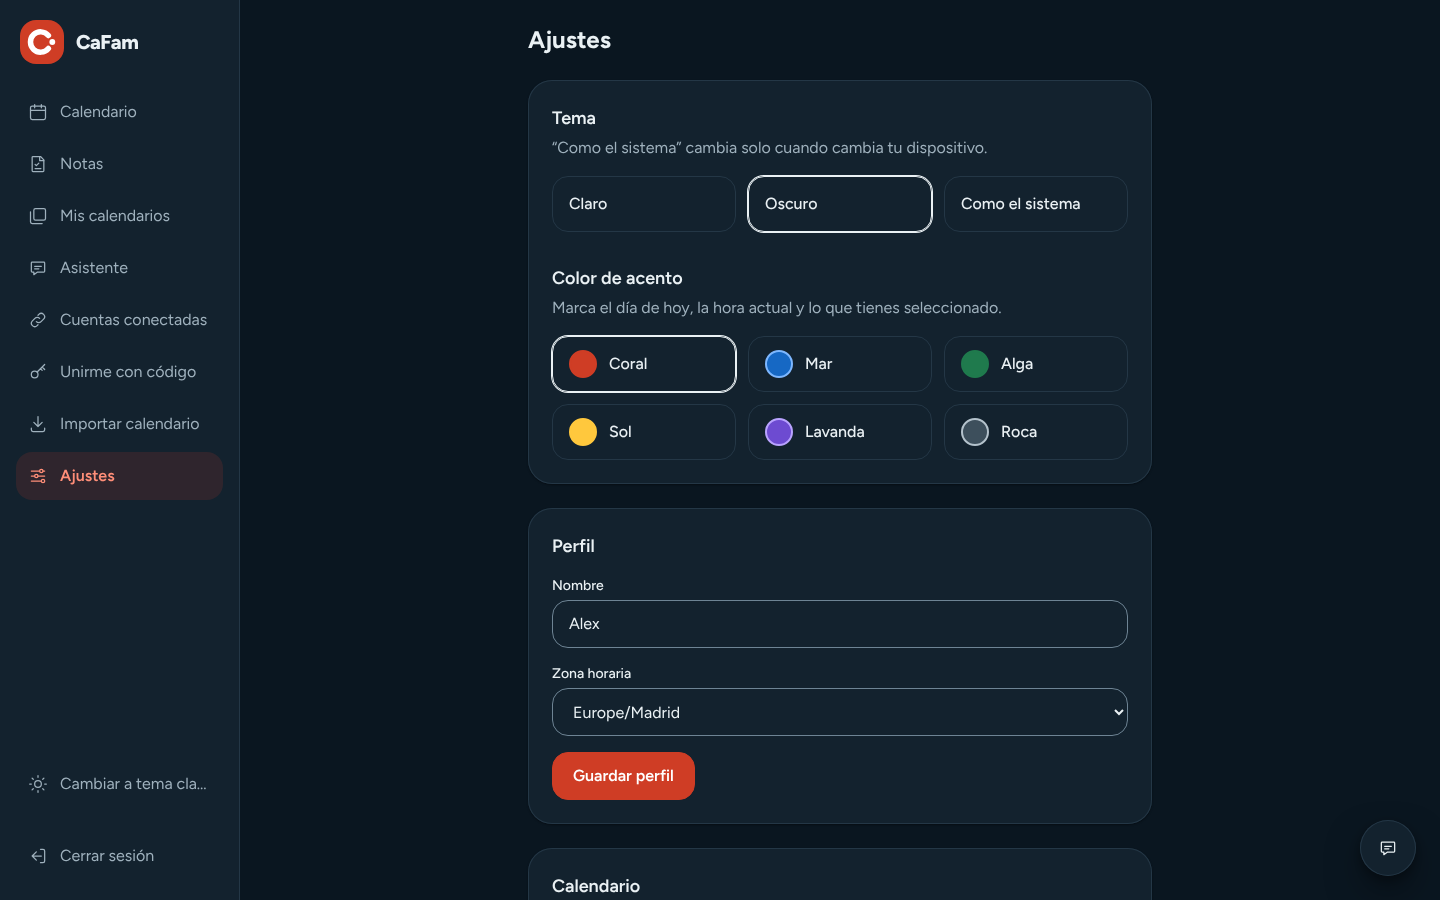 CaFam
Calendario
Notas
Mis calendarios
Asistente
Cuentas conectadas
Unirme con código
Importar calendario
Ajustes
Cambiar a tema cla...
Cerrar sesión
Ajustes
Tema
“Como el sistema” cambia solo cuando cambia tu dispositivo.
Claro
Oscuro
Como el sistema
Color de acento
Marca el día de hoy, la hora actual y lo que tienes seleccionado.
Coral
Mar
Alga
Sol
Lavanda
Roca
Perfil
Nombre
Alex
Zona horaria
Europe/Madrid
Guardar perfil
Calendario